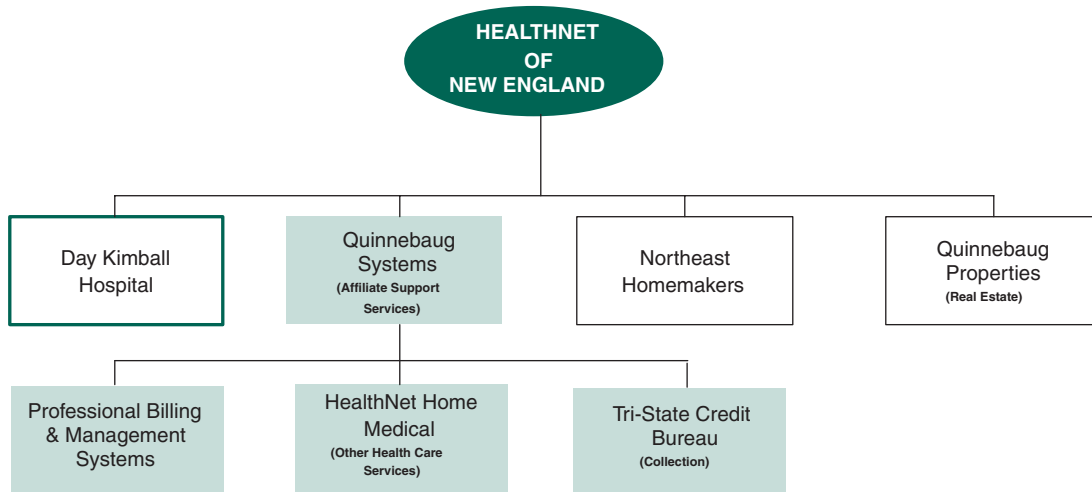 HEALTHNET
OF
NEW ENGLAND
Day Kimball
Hospital
Quinnebaug
Systems
(Affiliate Support
Services)
Northeast
Homemakers
Quinnebaug
Properties
(Real Estate)
Professional Billing
& Management
Systems
HealthNet Home
Medical
(Other Health Care
Services)
Tri-State Credit
Bureau
(Collection)